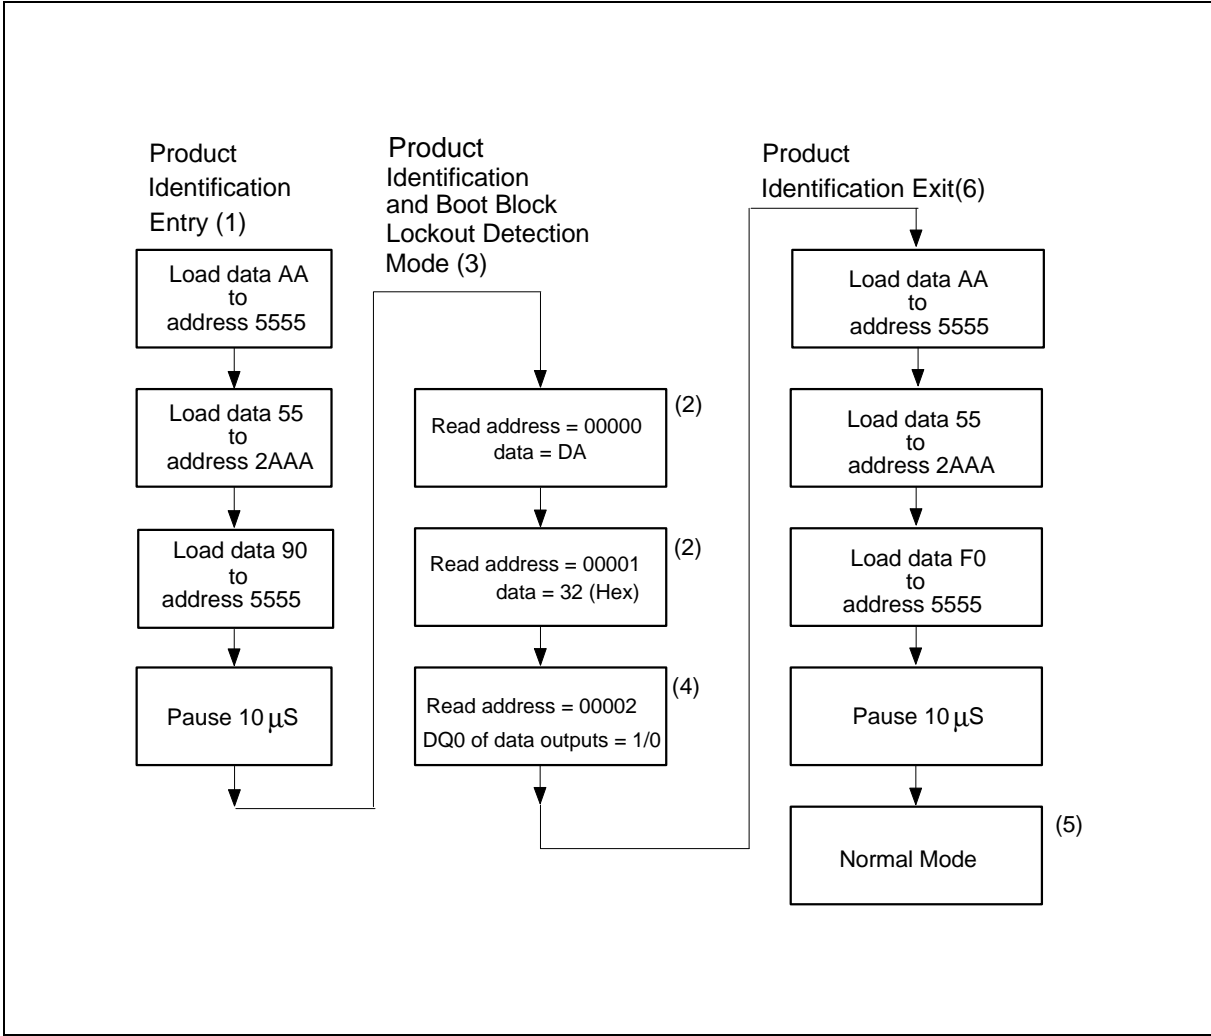 Product
Identification
Entry (1)
Load data AA
to
address 5555
Load data 55
to
address 2AAA
Load data 90
to
address 5555
Pause 10 μS
Product
Identification
and Boot Block
Lockout Detection
Mode (3)
Read address = 00000
data = DA
(2)
Read address = 00001
data = 32 (Hex)
(2)
Read address = 00002
DQ0 of data outputs = 1/0
(4)
Product
Identification Exit(6)
Load data AA
to
address 5555
Load data 55
to
address 2AAA
Load data F0
to
address 5555
Pause 10 μS
Normal Mode
(5)